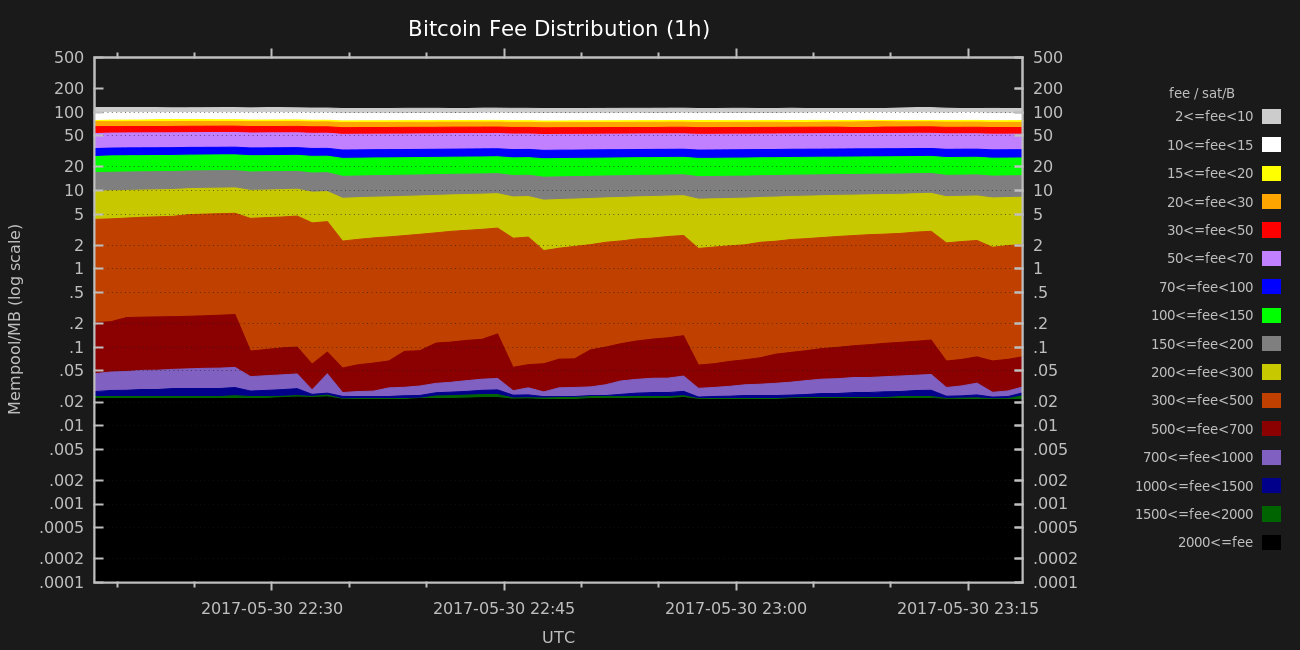 Bitcoin Fee Distribution (1h)
500
200
100
50
20
10
5
2
1
.5
.2
.1
.05
.02
.01
.005
.002
.001
.0005
.0002
.0001
Mempool/MB (log scale)
500
200
100
50
20
10
5
2
1
.5
.2
.1
.05
.02
.01
.005
.002
.001
.0005
.0002
.0001
2017-05-30 22:30
2017-05-30 22:45
2017-05-30 23:00
2017-05-30 23:15
UTC
fee / sat/B
2<=fee<10
10<=fee<15
15<=fee<20
20<=fee<30
30<=fee<50
50<=fee<70
70<=fee<100
100<=fee<150
150<=fee<200
200<=fee<300
300<=fee<500
500<=fee<700
700<=fee<1000
1000<=fee<1500
1500<=fee<2000
2000<=fee